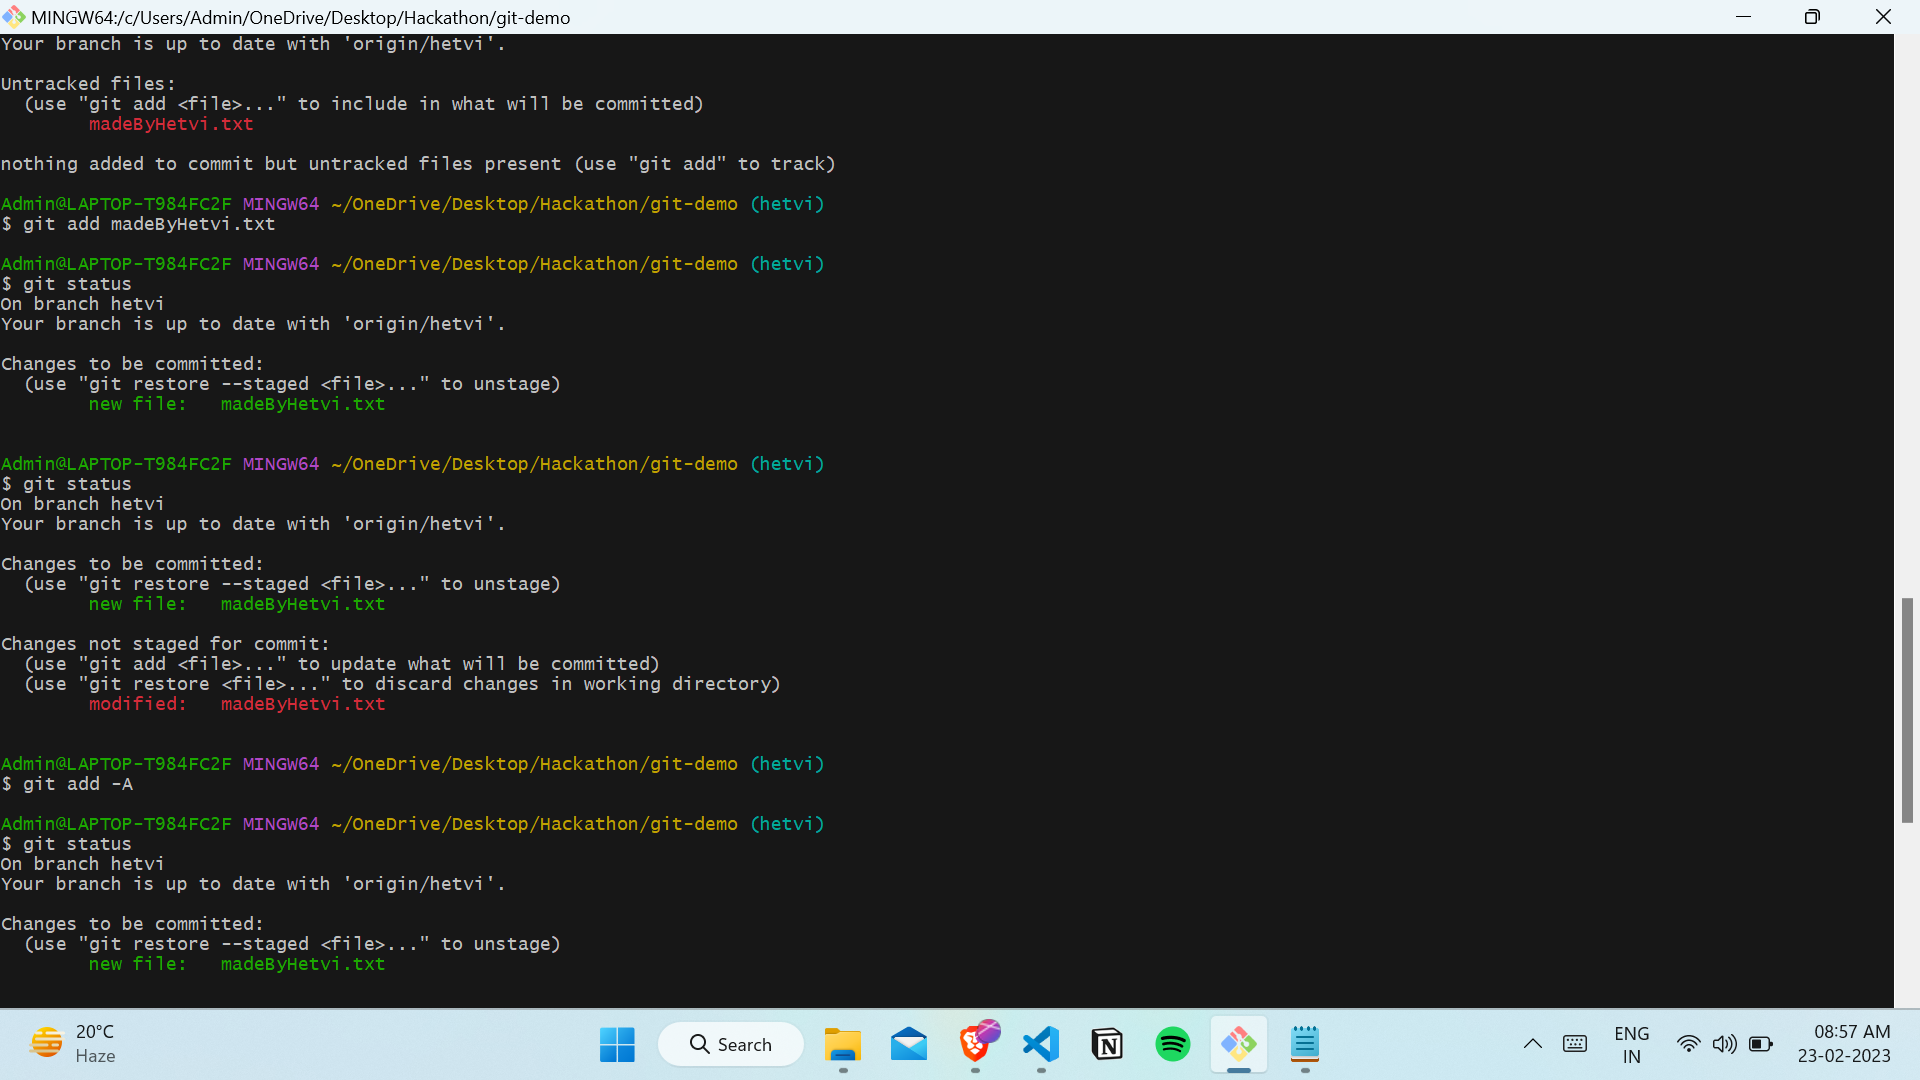 MINGW64:/c/Users/Admin/OneDrive/Desktop/Hackathon/git-demo
Your branch is up to date with 'origin/hetvi'.
Untracked files:
  (use "git add <file>..." to include in what will be committed)
        madeByHetvi.txt
nothing added to commit but untracked files present (use "git add" to track)
Admin@LAPTOP-T984FC2F MINGW64 ~/OneDrive/Desktop/Hackathon/git-demo (hetvi)
$ git add madeByHetvi.txt
Admin@LAPTOP-T984FC2F MINGW64 ~/OneDrive/Desktop/Hackathon/git-demo (hetvi)
$ git status
On branch hetvi
Your branch is up to date with 'origin/hetvi'.
Changes to be committed:
  (use "git restore --staged <file>..." to unstage)
        new file:   madeByHetvi.txt
Admin@LAPTOP-T984FC2F MINGW64 ~/OneDrive/Desktop/Hackathon/git-demo (hetvi)
$ git status
On branch hetvi
Your branch is up to date with 'origin/hetvi'.
Changes to be committed:
  (use "git restore --staged <file>..." to unstage)
        new file:   madeByHetvi.txt
Changes not staged for commit:
  (use "git add <file>..." to update what will be committed)
  (use "git restore <file>..." to discard changes in working directory)
        modified:   madeByHetvi.txt
Admin@LAPTOP-T984FC2F MINGW64 ~/OneDrive/Desktop/Hackathon/git-demo (hetvi)
$ git add -A
Admin@LAPTOP-T984FC2F MINGW64 ~/OneDrive/Desktop/Hackathon/git-demo (hetvi)
$ git status
On branch hetvi
Your branch is up to date with 'origin/hetvi'.
Changes to be committed:
  (use "git restore --staged <file>..." to unstage)
        new file:   madeByHetvi.txt
20°C
Haze
Search
ENG
IN
08:57 AM
23-02-2023